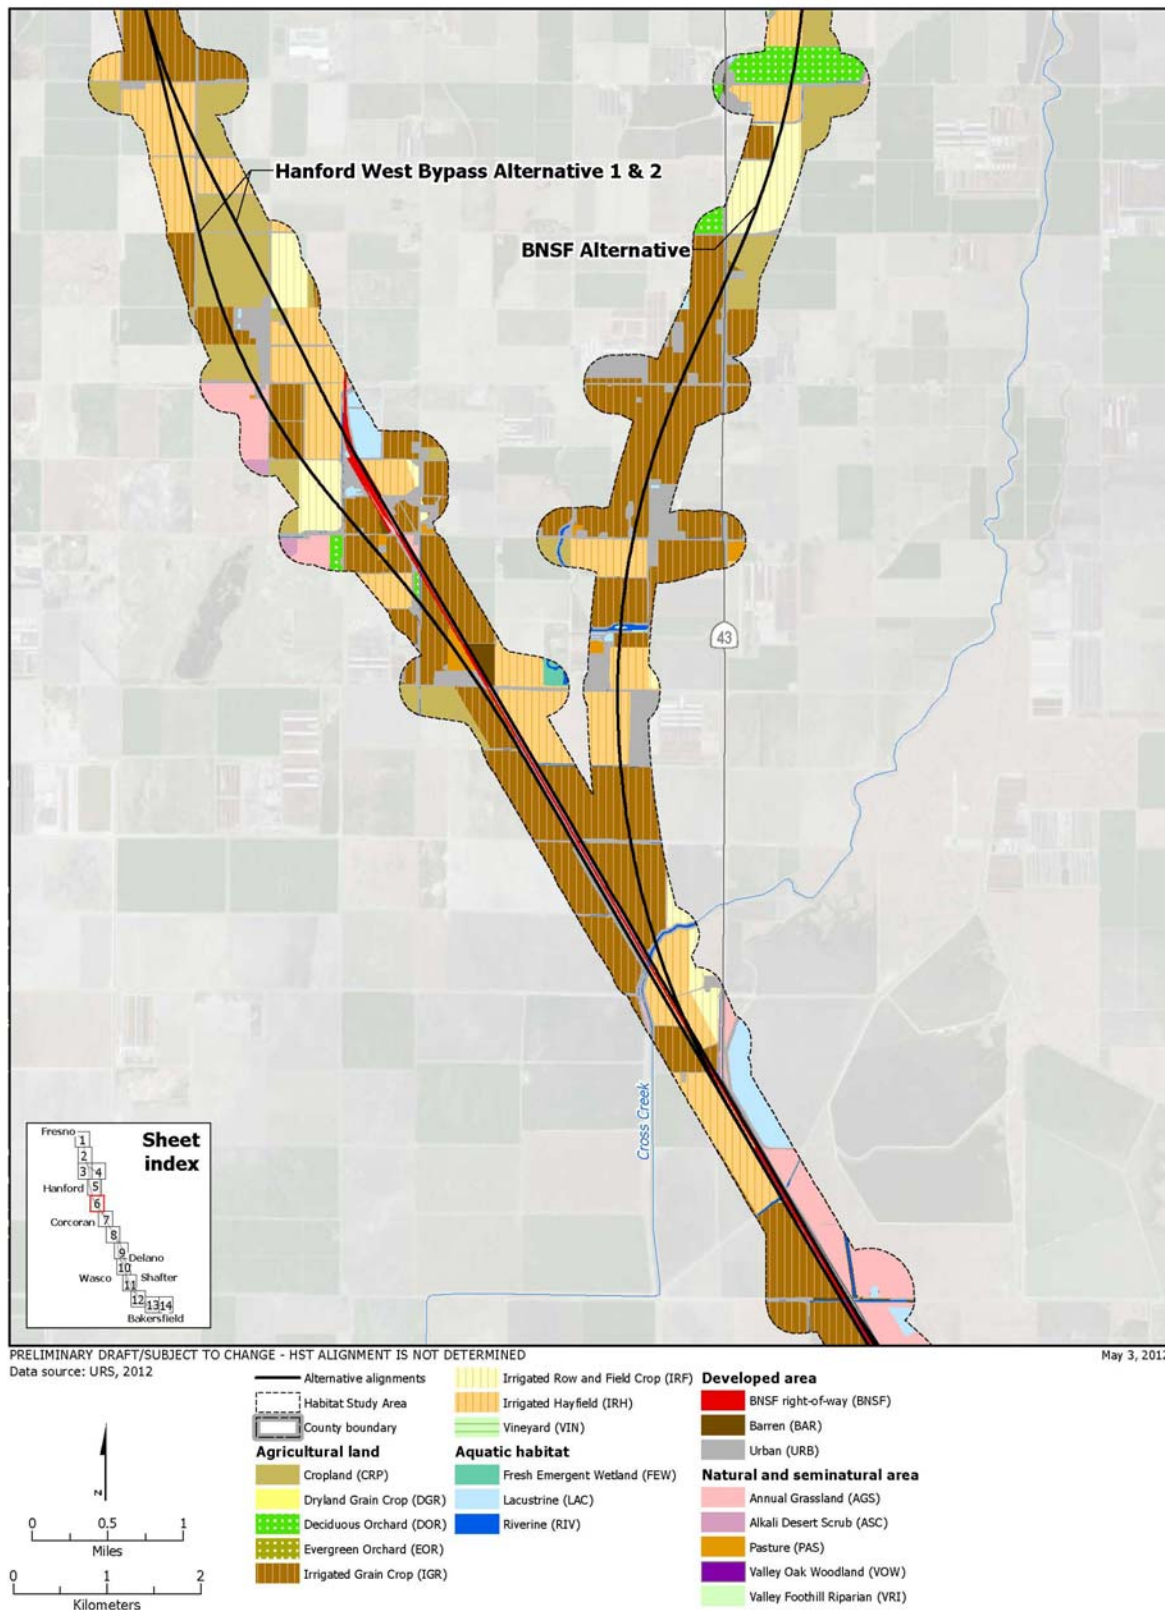 Hanford West Bypass Alternative 1 & 2
BNSF Alternative
43
Cross Creek
Sheet
index
Fresno
1
2
3
4
Hanford
5
6
Corcoran
7
8
9
Delano
10
Wasco
11
Shafter
12
13
14
Bakersfield
PRELIMINARY DRAFT/SUBJECT TO CHANGE - HST ALIGNMENT IS NOT DETERMINED
May 3, 2012
Data source: URS, 2012
Alternative alignments
Habitat Study Area
County boundary
Agricultural land
Cropland (CRP)
Dryland Grain Crop (DGR)
Deciduous Orchard (DOR)
Evergreen Orchard (EOR)
Irrigated Grain Crop (IGR)
Irrigated Row and Field Crop (IRF)
Irrigated Hayfield (IRH)
Vineyard (VIN)
Aquatic habitat
Fresh Emergent Wetland (FEW)
Lacustrine (LAC)
Riverine (RIV)
Developed area
BNSF right-of-way (BNSF)
Barren (BAR)
Urban (URB)
Natural and seminatural area
Annual Grassland (AGS)
Alkali Desert Scrub (ASC)
Pasture (PAS)
Valley Oak Woodland (VOW)
Valley Foothill Riparian (VRI)
N
0 0.5 1
Miles
0 1 2
Kilometers